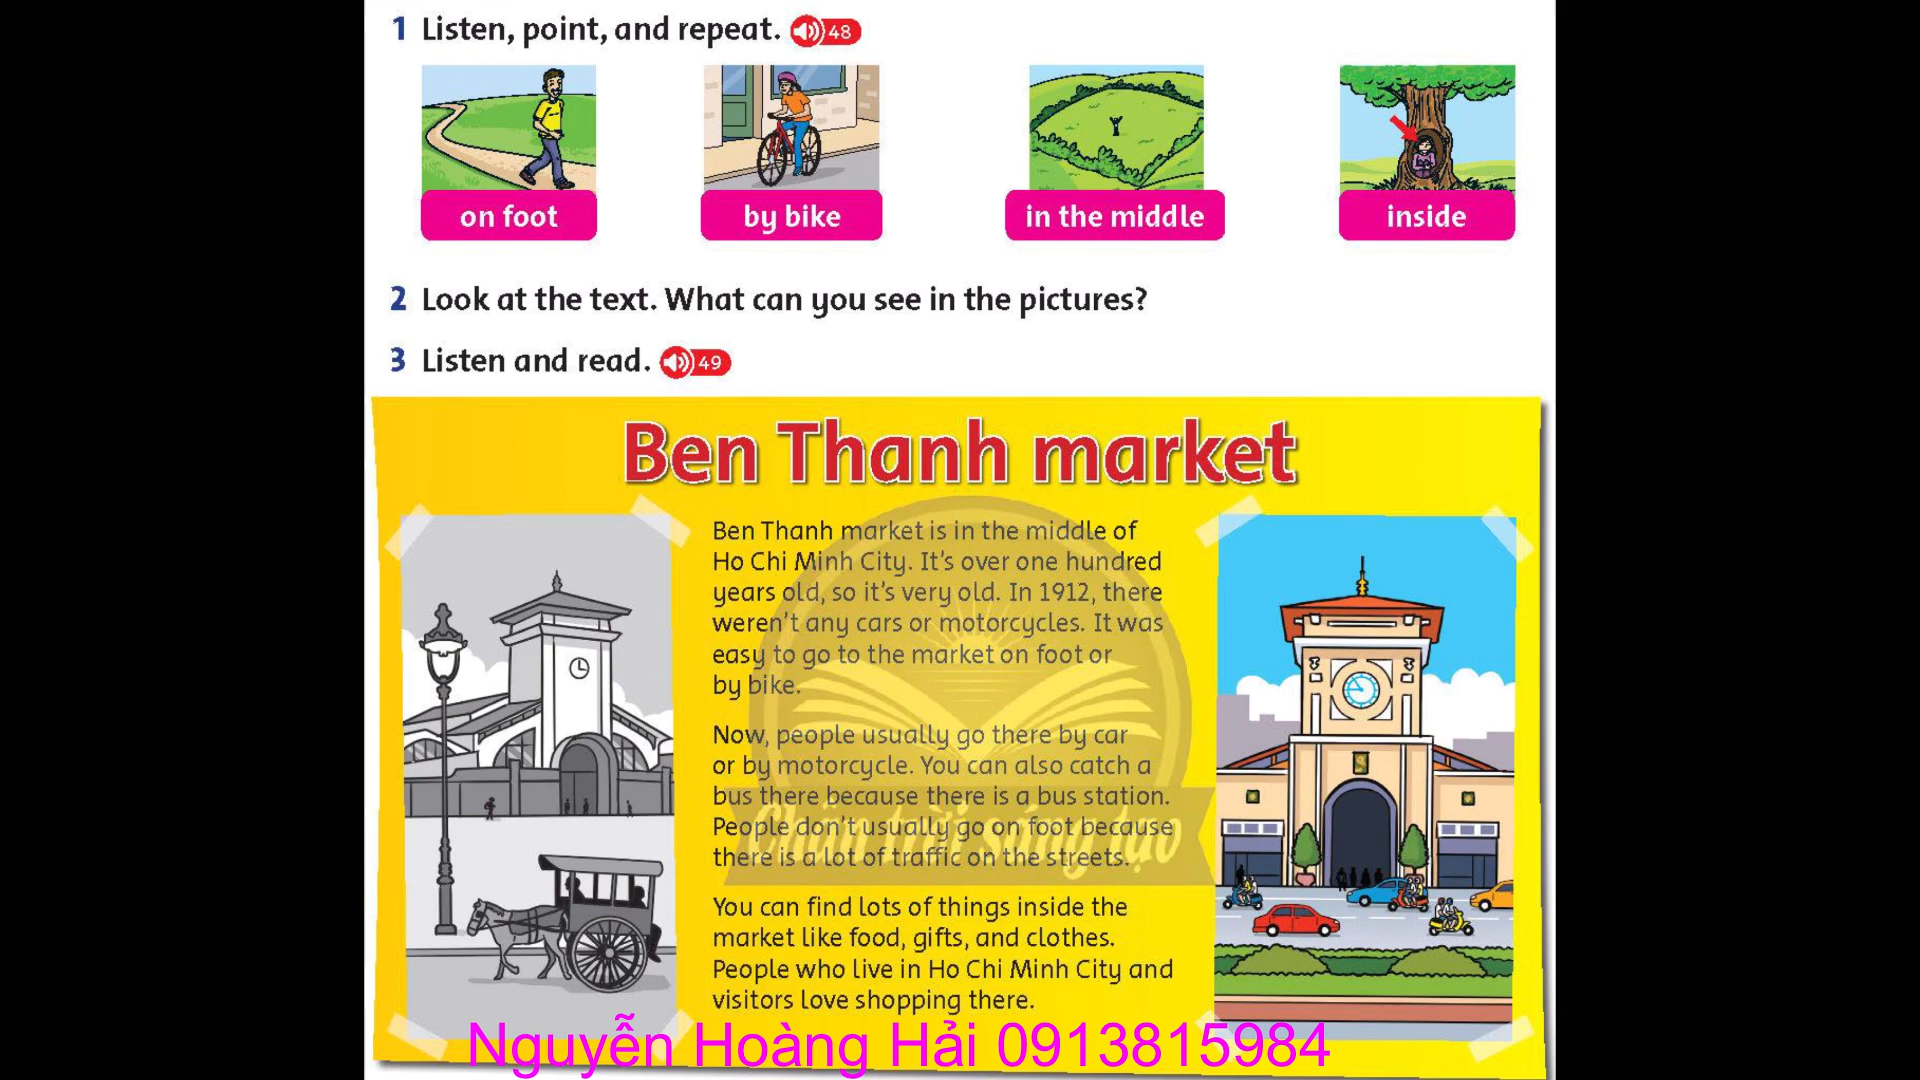 1 Listen, point, and repeat. 48
on foot
by bike
in the middle
inside
2 Look at the text. What can you see in the pictures?
3 Listen and read. 49
Ben Thanh market
Ben Thanh market is in the middle of
Ho Chi Minh City. It's over one hundred
years old, so it's very old. In 1912, there
weren't any cars or motorcycles. It was
easy to go to the market on foot or
by bike.
Now, people usually go there by car
or by motorcycle. You can also catch a
bus there because there is a bus station.
People don't usually go on foot because
there is a lot of traffic on the streets.
Chân trời sáng tạo
You can find lots of things inside the
market like food, gifts, and clothes.
People who live in Ho Chi Minh City and
visitors love shopping there.
Nguyễn Hoàng Hải 0913815984